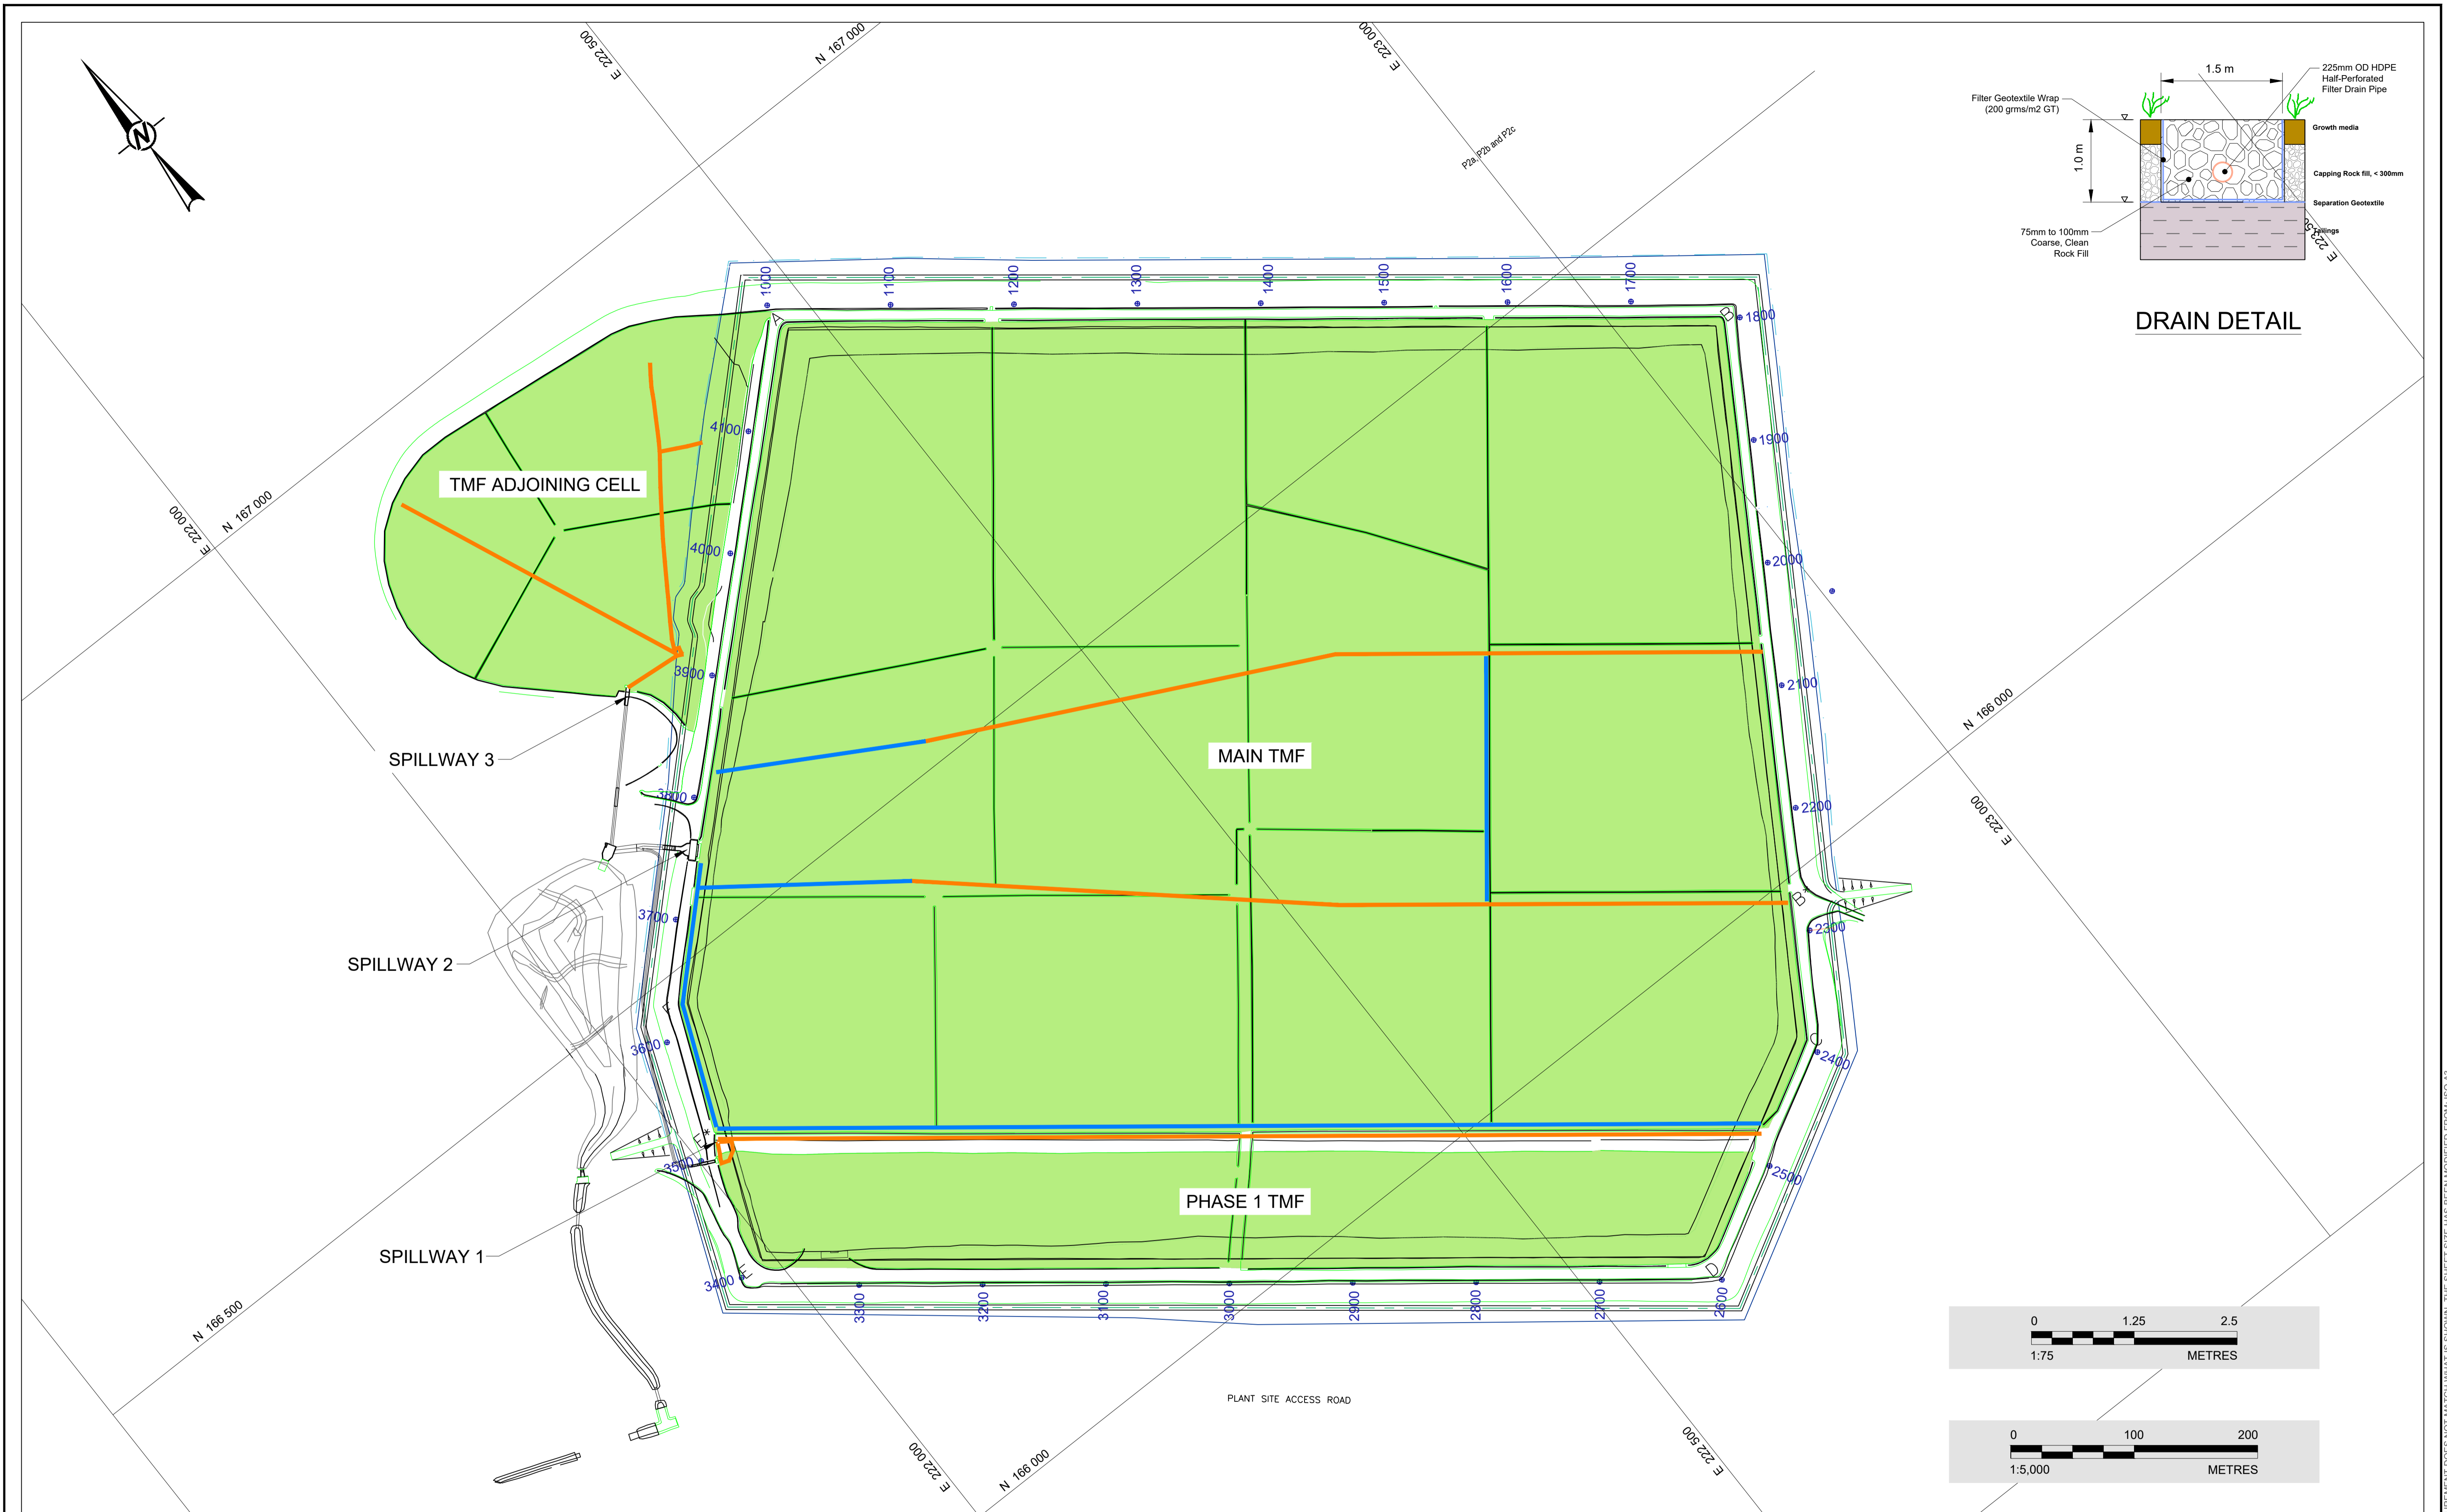 E 222 500
N 167 000
E 223 000
P2a, P2b and P2c
1.5 m
225mm OD HDPE
Half-Perforated
Filter Drain Pipe
Filter Geotextile Wrap
(200 grms/m2 GT)
Growth media
1.0 m
Capping Rock fill, < 300mm
Separation Geotextile
Tailings
75mm to 100mm
Coarse, Clean
Rock Fill
DRAIN DETAIL
N
1000
1100
1200
1300
1400
1500
1600
1700
A
B
1800
4100
1900
TMF ADJOINING CELL
N 167 000
E 222 000
4000
2000
3900
2100
N 166 000
SPILLWAY 3
MAIN TMF
3800
2200
E 223 000
B*
3700
2300
SPILLWAY 2
F
3600
C
2400
3500
2500
PHASE 1 TMF
SPILLWAY 1
3400
E
D
3300
3200
3100
3000
2900
2800
2700
2600
N 166 500
0 1.25 2.5
1:75 METRES
PLANT SITE ACCESS ROAD
E 222 000
N 166 000
E 222 500
0 100 200
1:5,000 METRES